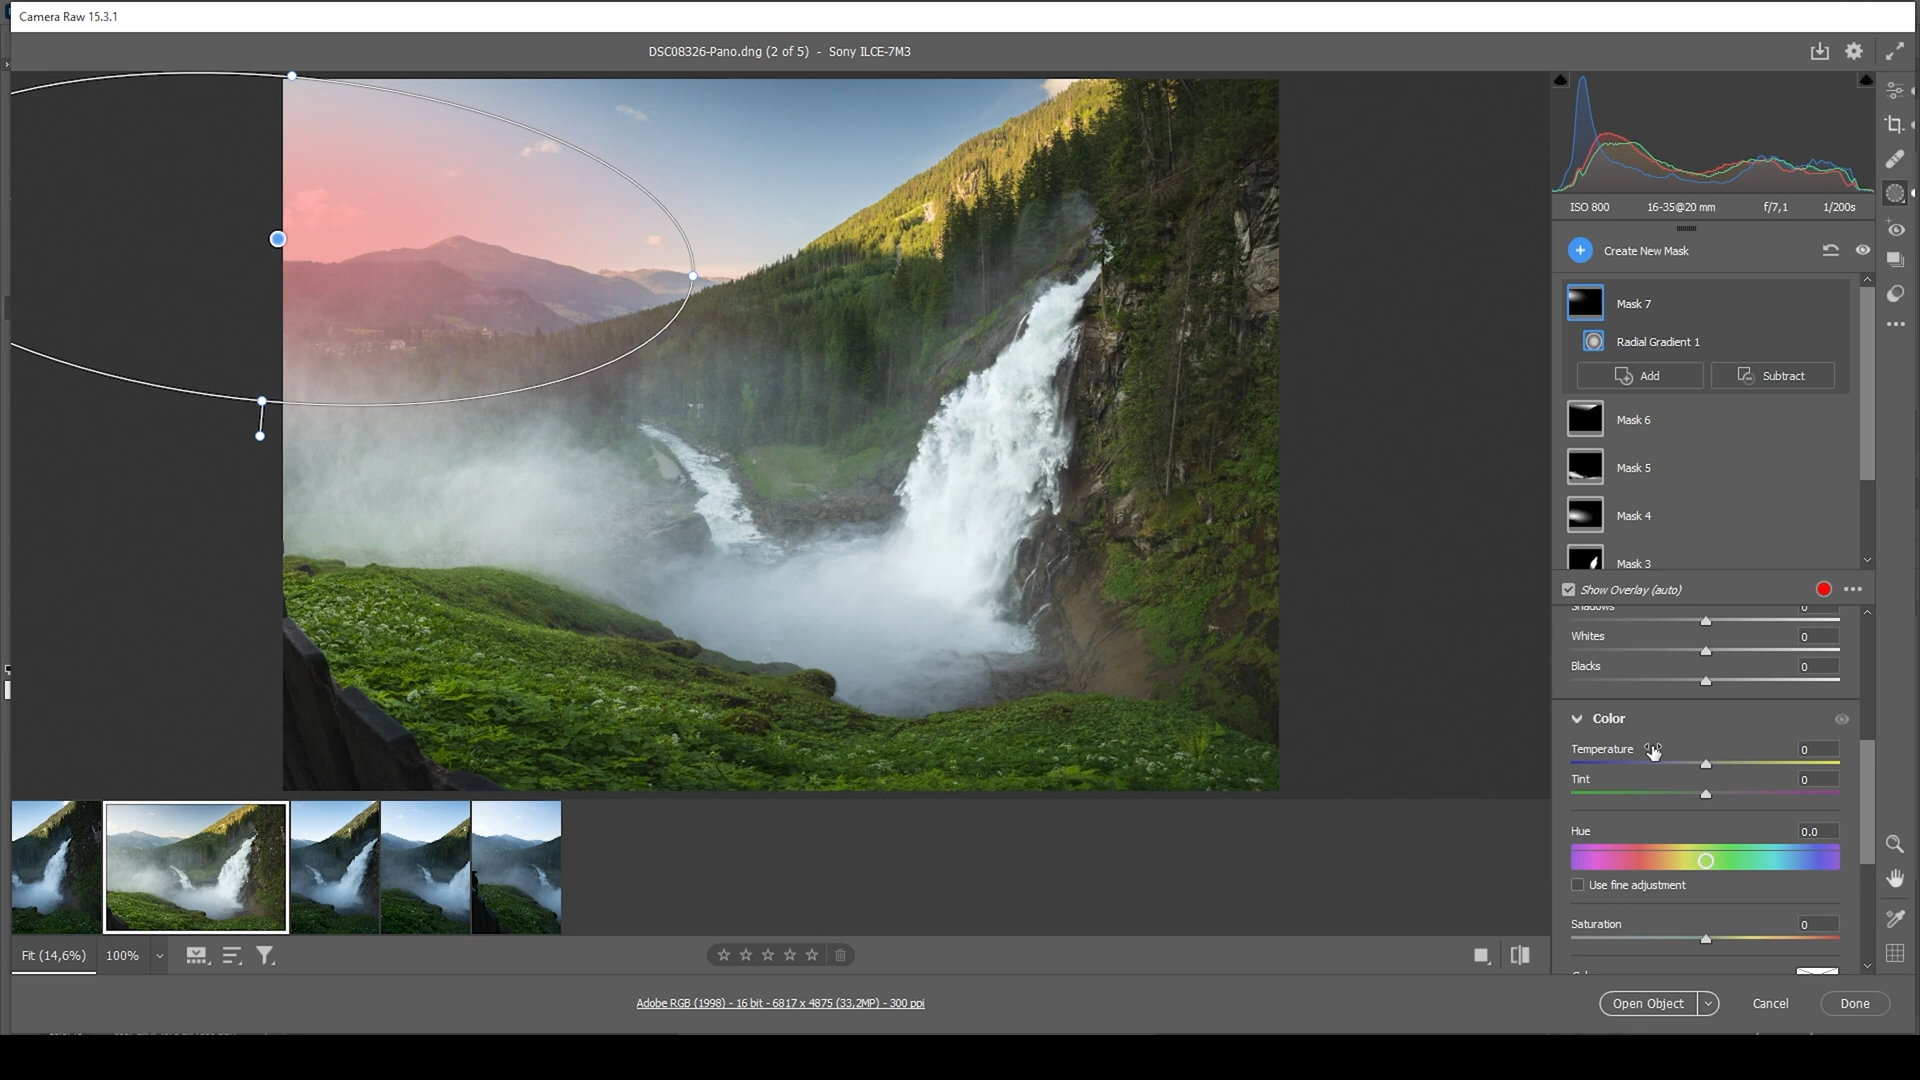 Camera Raw 15.3.1
DSC08326-Pano.dng (2 of 5) - Sony ILCE-7M3
ISO 800 16-35@20 mm f/7,1 1/200s
Create New Mask
Mask 7
Radial Gradient 1
Add Subtract
Mask 6
Mask 5
Mask 4
Mask 3
Show Overlay (auto)
Shadows 0
Whites 0
Blacks 0
Color
Temperature 0
Tint 0
Hue 0.0
Use fine adjustment
Saturation 0
Fit (14,6%) 100%
Adobe RGB (1998) - 16 bit - 6817 x 4875 (33,2MP) - 300 ppi
Open Object Cancel Done